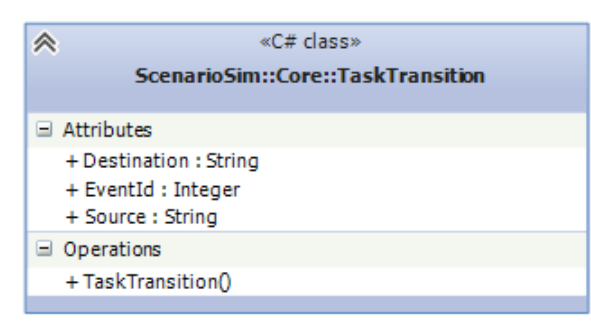 «C# class»
ScenarioSim::Core::TaskTransition
Attributes
+ Destination : String
+ EventId : Integer
+ Source : String
Operations
+ TaskTransition()